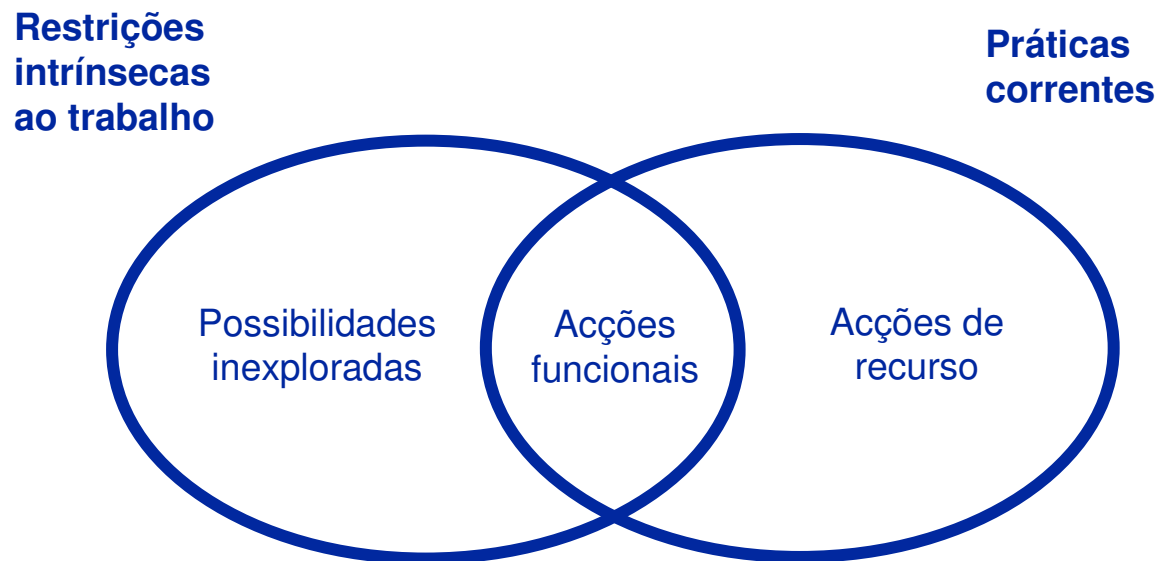 Restrições
intrínsecas
ao trabalho
Práticas
correntes
Possibilidades
inexploradas
Acções
funcionais
Acções de
recurso